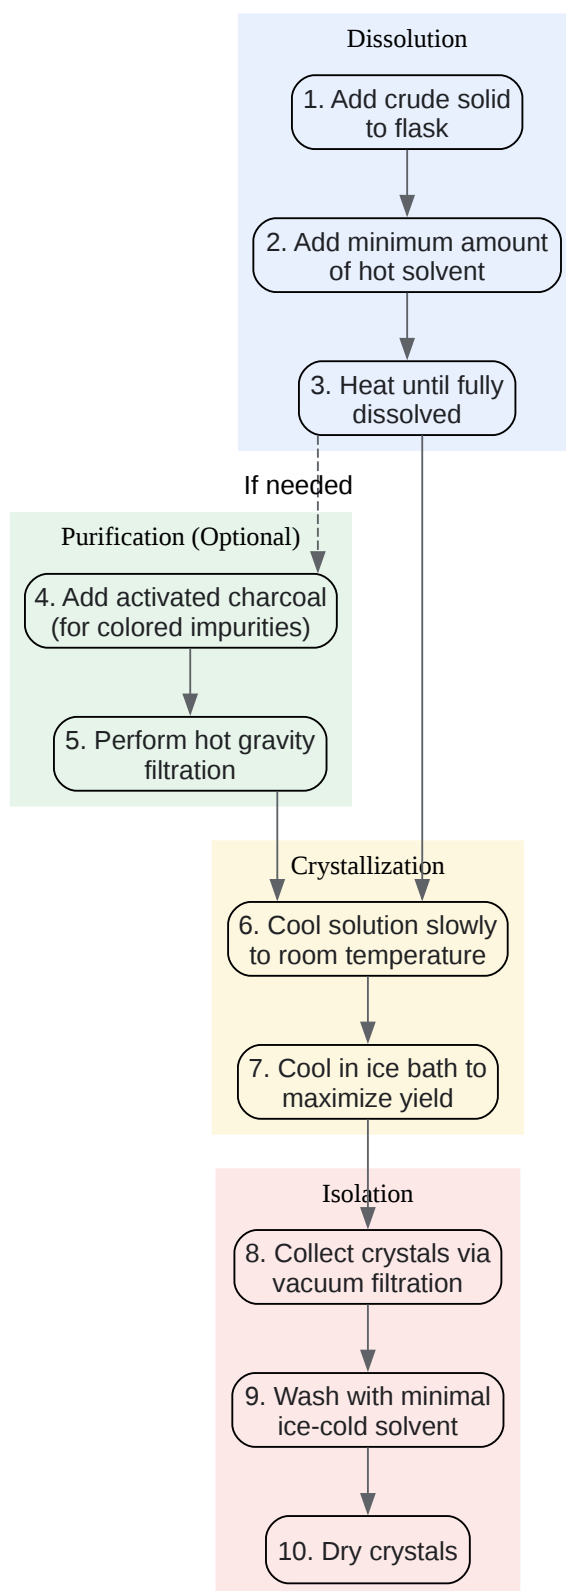 Dissolution
1. Add crude solid
to flask
2. Add minimum amount
of hot solvent
3. Heat until fully
dissolved
If needed
Purification (Optional)
4. Add activated charcoal
(for colored impurities)
5. Perform hot gravity
filtration
Crystallization
6. Cool solution slowly
to room temperature
7. Cool in ice bath to
maximize yield
Isolation
8. Collect crystals via
vacuum filtration
9. Wash with minimal
ice-cold solvent
10. Dry crystals